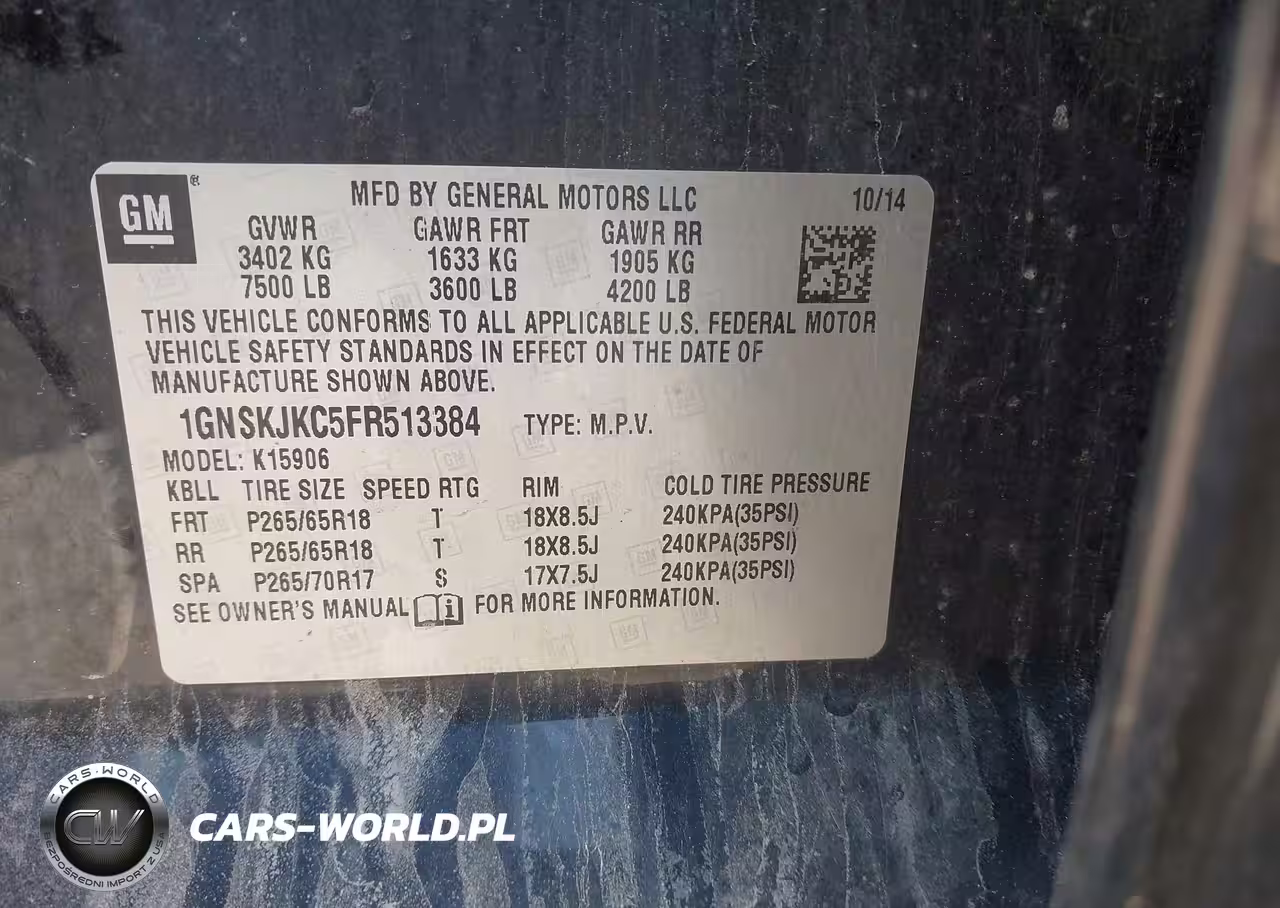 GM ®
MFD BY GENERAL MOTORS LLC 10/14
GVWR GAWR FRT GAWR RR
3402 KG 1633 KG 1905 KG
7500 LB 3600 LB 4200 LB
THIS VEHICLE CONFORMS TO ALL APPLICABLE U.S. FEDERAL MOTOR
VEHICLE SAFETY STANDARDS IN EFFECT ON THE DATE OF
MANUFACTURE SHOWN ABOVE.
1GNSKJKC5FR513384 TYPE: M.P.V.
MODEL: K15906
KBLL TIRE SIZE SPEED RTG RIM COLD TIRE PRESSURE
FRT P265/65R18 T 18X8.5J 240KPA(35PSI)
RR P265/65R18 T 18X8.5J 240KPA(35PSI)
SPA P265/70R17 S 17X7.5J 240KPA(35PSI)
SEE OWNER'S MANUAL i FOR MORE INFORMATION.
CARS-WORLD
CW
BEZPOŚREDNI IMPORT Z USA
CARS-WORLD.PL